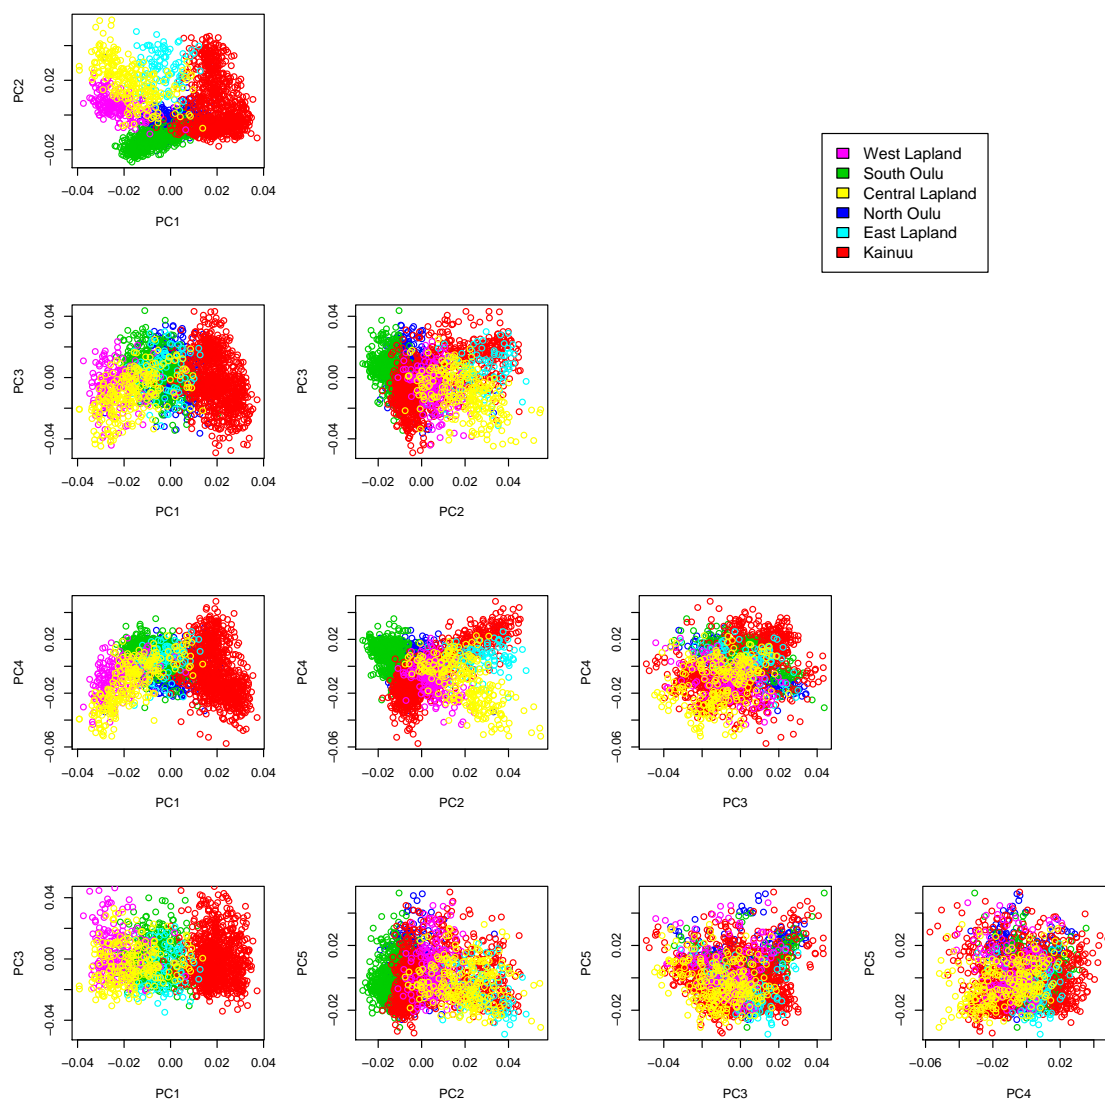 PC2
0.02
−0.02
−0.04 −0.02 0.00 0.02 0.04
PC1
West Lapland
South Oulu
Central Lapland
North Oulu
East Lapland
Kainuu
PC3
0.04
0.00
−0.04
−0.04 −0.02 0.00 0.02 0.04
PC1
PC3
0.04
0.00
−0.04
−0.02 0.00 0.02 0.04
PC2
PC4
0.02
−0.02
−0.06
−0.04 −0.02 0.00 0.02 0.04
PC1
PC4
0.02
−0.02
−0.06
−0.02 0.00 0.02 0.04
PC2
PC4
0.02
−0.02
−0.06
−0.04 0.00 0.02 0.04
PC3
PC3
0.04
0.00
−0.04
−0.04 −0.02 0.00 0.02 0.04
PC1
PC5
0.02
−0.02
−0.02 0.00 0.02 0.04
PC2
PC5
0.02
−0.02
−0.04 0.00 0.02 0.04
PC3
PC5
0.02
−0.02
−0.06 −0.02 0.02
PC4